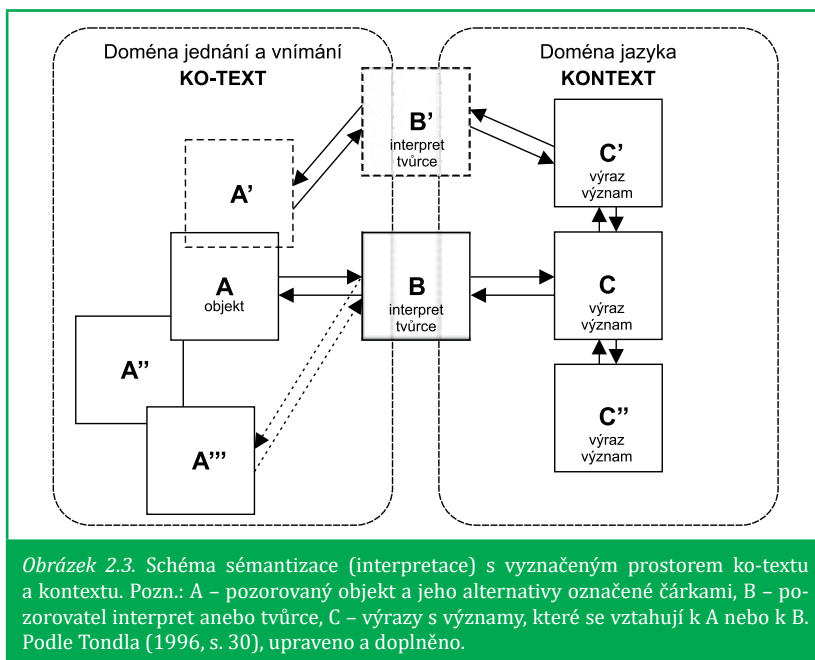 Doména jednání a vnímání
KO-TEXT
Doména jazyka
KONTEXT
B’
interpret
tvůrce
C’
výraz
význam
A’
A
objekt
B
interpret
tvůrce
C
výraz
význam
A’’
A’’’
C’’
výraz
význam
Obrázek 2.3. Schéma sémantizace (interpretace) s vyznačeným prostorem ko-textu
a kontextu. Pozn.: A – pozorovaný objekt a jeho alternativy označené čárkami, B – po-
zorovatel interpret anebo tvůrce, C – výrazy s významy, které se vztahují k A nebo k B.
Podle Tondla (1996, s. 30), upraveno a doplněno.